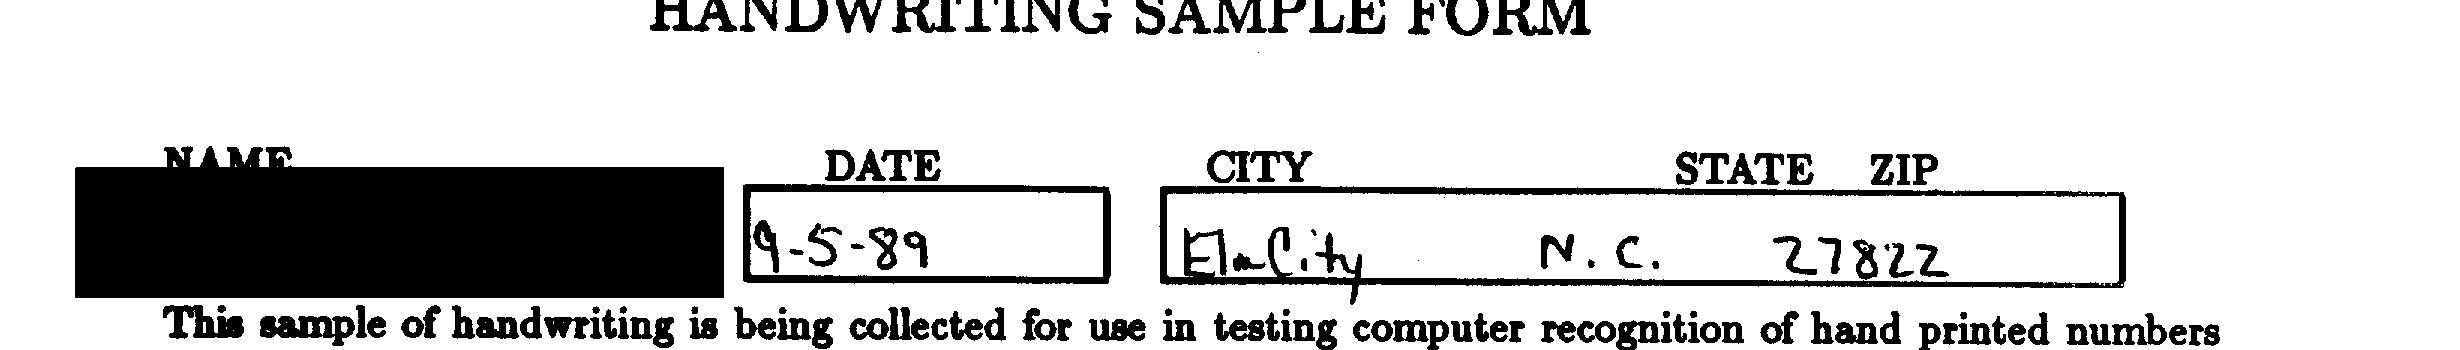 HANDWRITING SAMPLE FORM
NAME DATE CITY STATE ZIP
9-5-89 Elm City N.C. 27822
This sample of handwriting is being collected for use in testing computer recognition of hand printed numbers